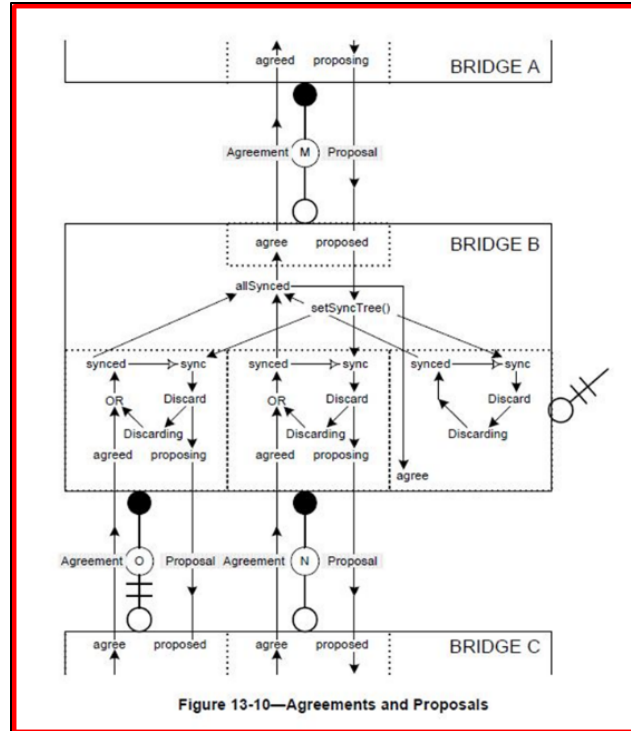 agreed proposing
BRIDGE A
Agreement M Proposal
agree proposed
BRIDGE B
allSynced
setSyncTree()
synced sync synced sync synced sync
OR Discard OR Discard Discard
Discarding Discarding Discarding
agreed proposing agreed proposing
agree
Agreement O Proposal Agreement N Proposal
agree proposed agree proposed
BRIDGE C
Figure 13-10—Agreements and Proposals